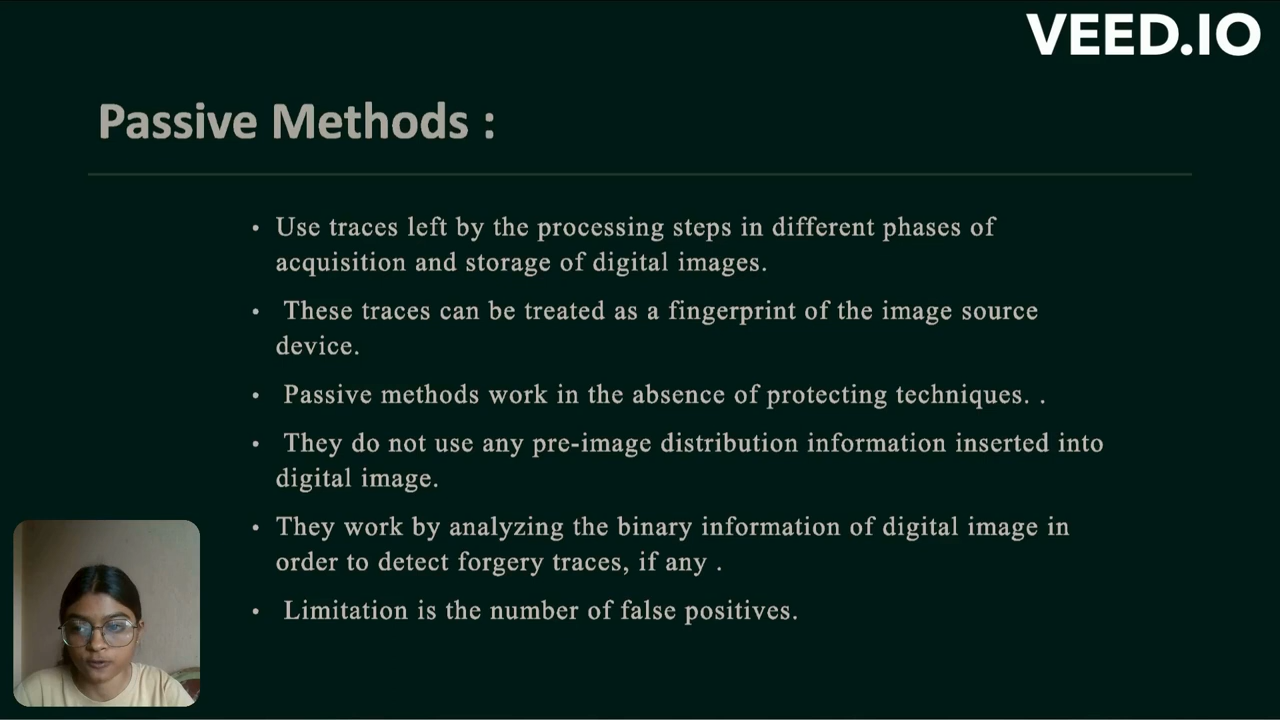 VEED.IO
Passive Methods :
• Use traces left by the processing steps in different phases of
acquisition and storage of digital images.
• These traces can be treated as a fingerprint of the image source
device.
• Passive methods work in the absence of protecting techniques. .
• They do not use any pre-image distribution information inserted into
digital image.
• They work by analyzing the binary information of digital image in
order to detect forgery traces, if any .
• Limitation is the number of false positives.